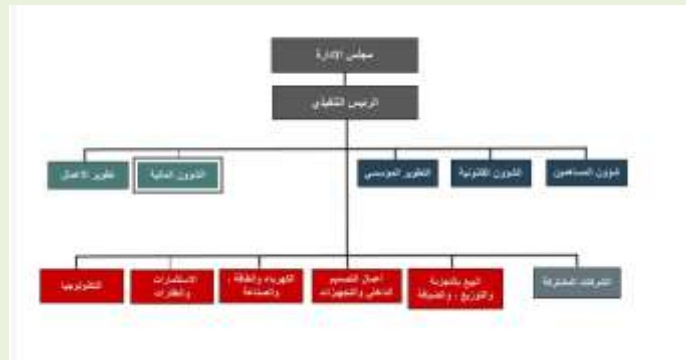 مجلس الإدارة
الرئيس التنفيذي
شؤون المساهمين
الشؤون القانونية
التطوير المؤسسي
الشؤون المالية
تطوير الاعمال
الشركات المشتركة
البيع بالتجزئة
والتوزيع ، والضيافة
أعمال التصميم
الداخلي والتجهيزات
الكهرباء والطاقة ،
والصناعة
الاستثمارات
والعقارات
التكنولوجيا